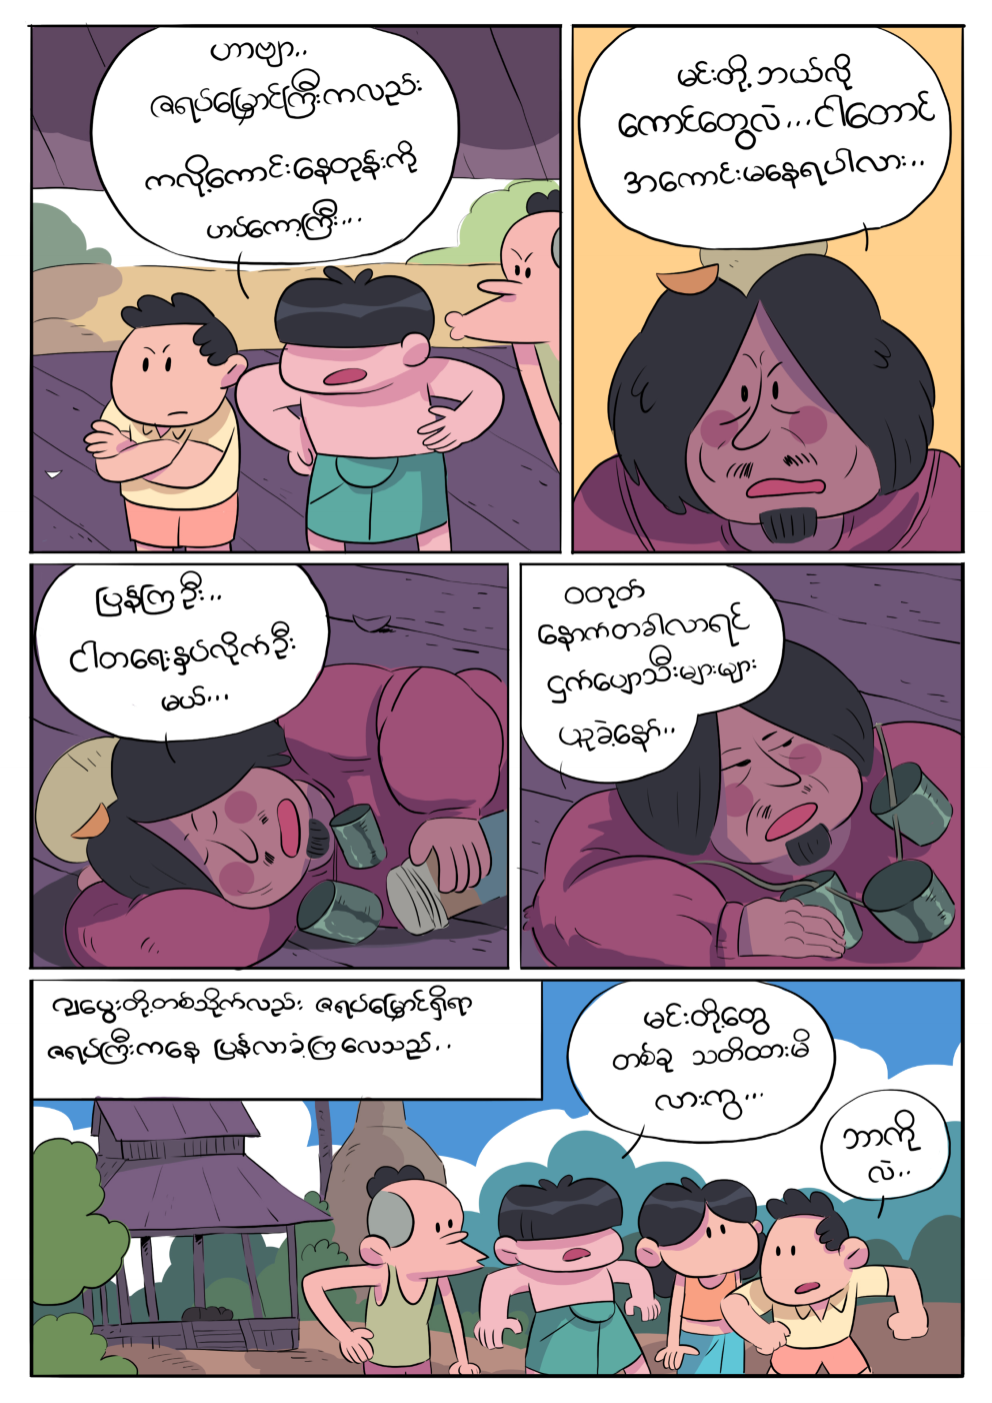 ဟာဗျာ..
ဇရပ်မှောင်ကြီးကလည်း
ကလို့ကောင်းနေတုန်းကို
ဟပ်ကော့ကြီး...
မင်းတို့ ဘယ်လို
ကောင်တွေလဲ...ငါတောင်
အကောင်းမနေရပါလား..
ပြန်ကြဦး..
ငါတရေးနှပ်လိုက်ဦး
မယ်...
ဝတုတ်
နောက်တခါလာရင်
ငှက်ပျောသီးများများ
ယူခဲ့နော်..
ဂျမွေးတို့တစ်သိုက်လည်း ဇရပ်မှောင်ရှိရာ
ဇရပ်ကြီးကနေ ပြန်လာခဲ့ကြ လေသည်..
မင်းတို့တွေ
တစ်ခု သတိထားမိ
လားကွ...
ဘာကို
လဲ..